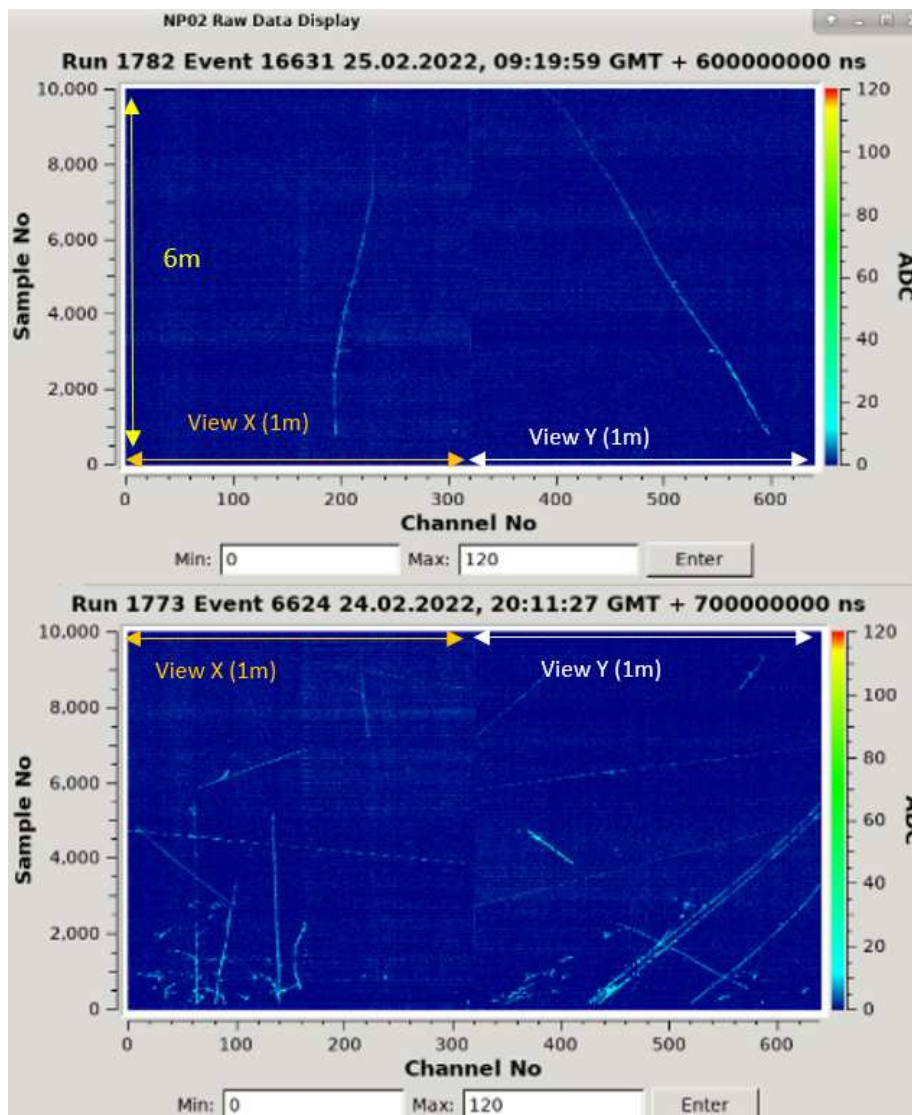 NP02 Raw Data Display
Run 1782 Event 16631 25.02.2022, 09:19:59 GMT + 600000000 ns
10,000
8,000
6,000
4,000
2,000
0
Sample No
6m
View X (1m)
View Y (1m)
120
100
80
60
40
20
0
ADC
0 100 200 300 400 500 600
Channel No
Min: 0 Max: 120 Enter
Run 1773 Event 6624 24.02.2022, 20:11:27 GMT + 700000000 ns
10,000
8,000
6,000
4,000
2,000
0
Sample No
View X (1m)
View Y (1m)
120
100
80
60
40
20
0
ADC
0 100 200 300 400 500 600
Channel No
Min: 0 Max: 120 Enter